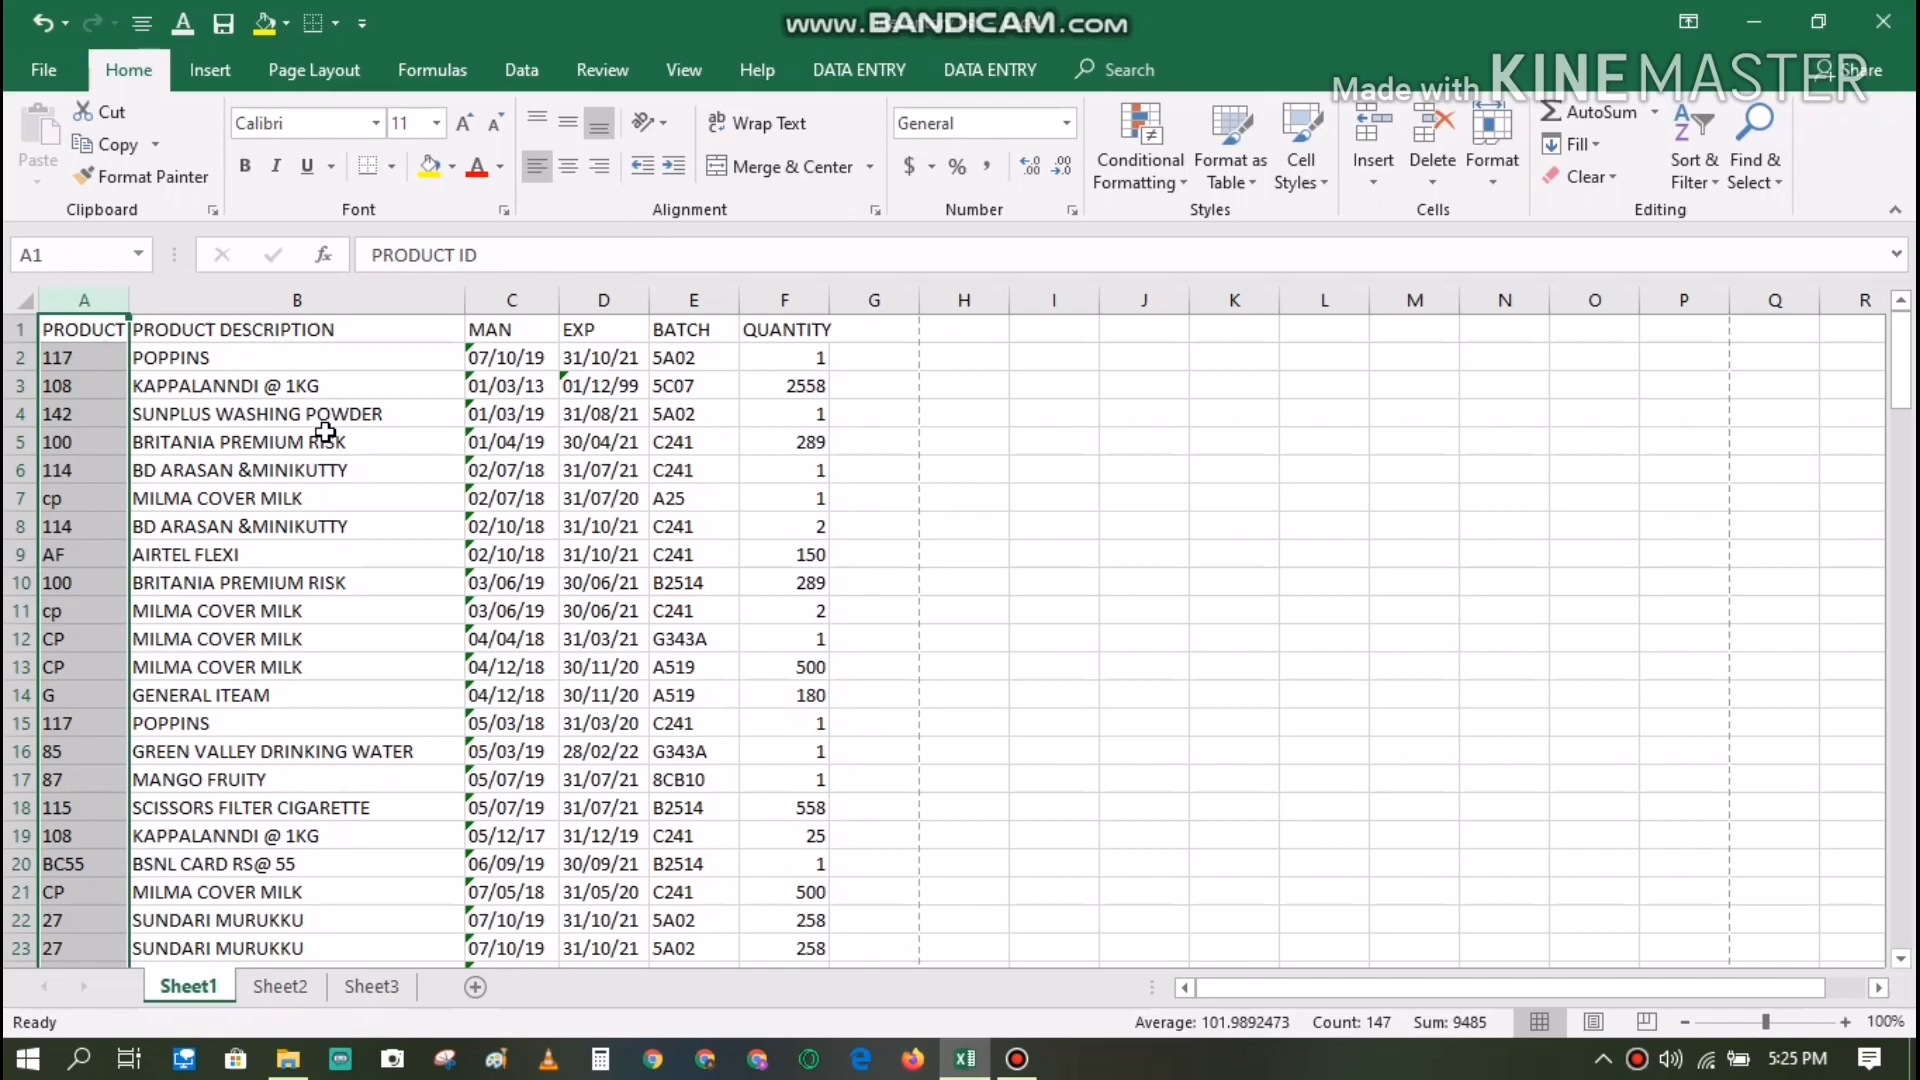 www.BANDICAM.com
File Home Insert Page Layout Formulas Data Review View Help DATA ENTRY DATA ENTRY Search Share
Made with KINEMASTER
Paste Cut Copy Format Painter
Calibri 11
Wrap Text
Merge & Center
General
Conditional Formatting Format as Table Cell Styles
Insert Delete Format
AutoSum Fill Clear
Sort & Filter Find & Select
Clipboard Font Alignment Number Styles Cells Editing
A1 fx PRODUCT ID
A B C D E F G H I J K L M N O P Q R
1 PRODUCT PRODUCT DESCRIPTION MAN EXP BATCH QUANTITY
2 117 POPPINS 07/10/19 31/10/21 5A02 1
3 108 KAPPALANNDI @ 1KG 01/03/13 01/12/99 5C07 2558
4 142 SUNPLUS WASHING POWDER 01/03/19 31/08/21 5A02 1
5 100 BRITANIA PREMIUM RISK 01/04/19 30/04/21 C241 289
6 114 BD ARASAN &MINIKUTTY 02/07/18 31/07/21 C241 1
7 cp MILMA COVER MILK 02/07/18 31/07/20 A25 1
8 114 BD ARASAN &MINIKUTTY 02/10/18 31/10/21 C241 2
9 AF AIRTEL FLEXI 02/10/18 31/10/21 C241 150
10 100 BRITANIA PREMIUM RISK 03/06/19 30/06/21 B2514 289
11 cp MILMA COVER MILK 03/06/19 30/06/21 C241 2
12 CP MILMA COVER MILK 04/04/18 31/03/21 G343A 1
13 CP MILMA COVER MILK 04/12/18 30/11/20 A519 500
14 G GENERAL ITEAM 04/12/18 30/11/20 A519 180
15 117 POPPINS 05/03/18 31/03/20 C241 1
16 85 GREEN VALLEY DRINKING WATER 05/03/19 28/02/22 G343A 1
17 87 MANGO FRUITY 05/07/19 31/07/21 8CB10 1
18 115 SCISSORS FILTER CIGARETTE 05/07/19 31/07/21 B2514 558
19 108 KAPPALANNDI @ 1KG 05/12/17 31/12/19 C241 25
20 BC55 BSNL CARD RS@ 55 06/09/19 30/09/21 B2514 1
21 CP MILMA COVER MILK 07/05/18 31/05/20 C241 500
22 27 SUNDARI MURUKKU 07/10/19 31/10/21 5A02 258
23 27 SUNDARI MURUKKU 07/10/19 31/10/21 5A02 258
Sheet1 Sheet2 Sheet3
Ready Average: 101.9892473 Count: 147 Sum: 9485 100%
5:25 PM